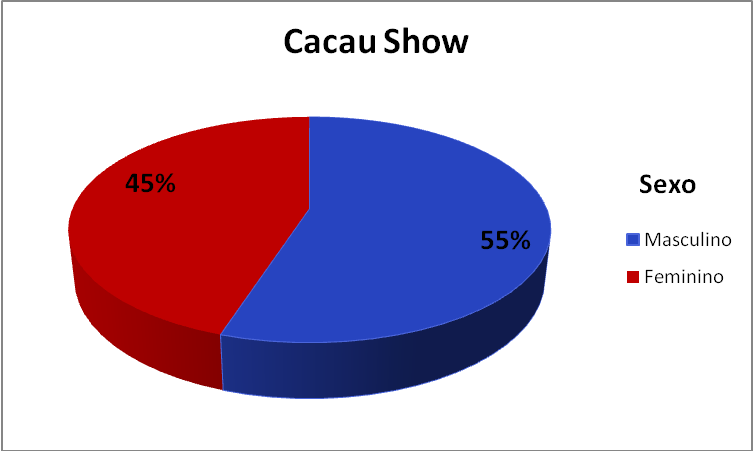 Cacau Show
45%
55%
Sexo
Masculino
Feminino